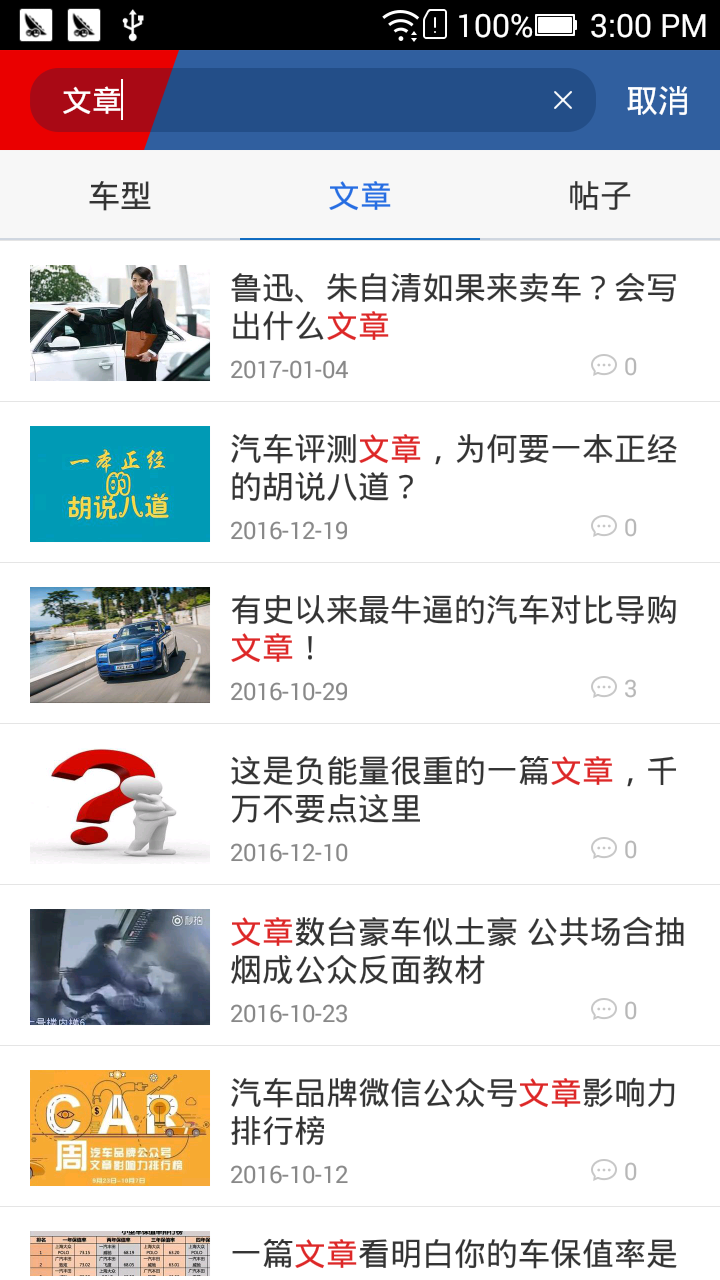 100% 3:00 PM
文章 取消
车型 文章 帖子
鲁迅、朱自清如果来卖车？会写
出什么文章
2017-01-04 0
一本正经
的
胡说八道
汽车评测文章，为何要一本正经
的胡说八道？
2016-12-19 0
有史以来最牛逼的汽车对比导购
文章！
2016-10-29 3
这是负能量很重的一篇文章，千
万不要点这里
2016-12-10 0
秒拍
文章数台豪车似土豪 公共场合抽
烟成公众反面教材
2016-10-23 0
CAR
周 汽车品牌公众号
文章影响力排行榜
汽车品牌微信公众号文章影响力
排行榜
2016-10-12 0
一篇文章看明白你的车保值率是